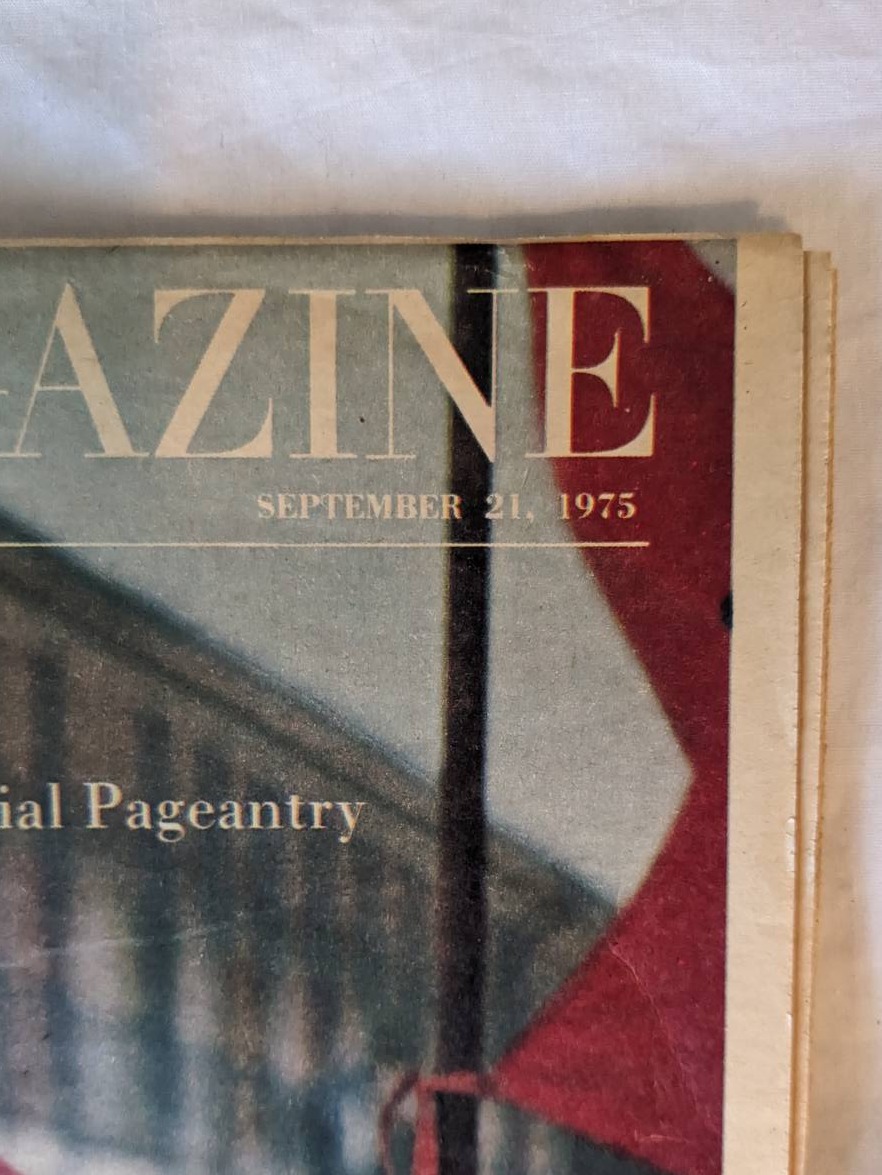 AZINE
SEPTEMBER 21, 1975
ial Pageantry